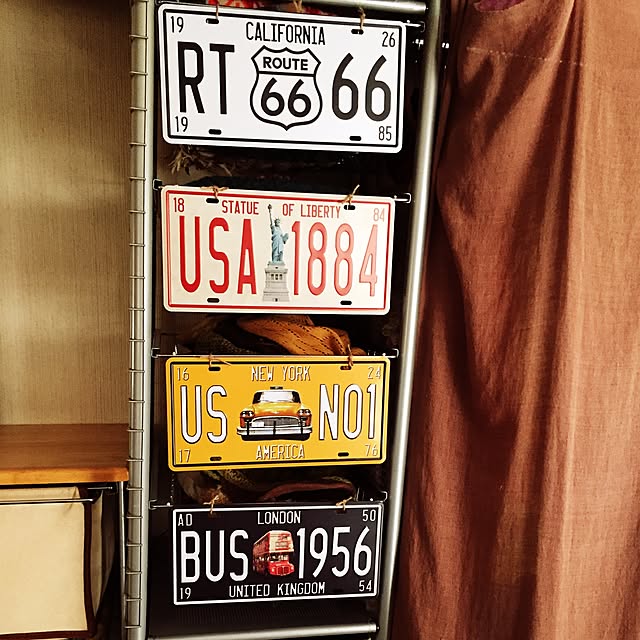 19 CALIFORNIA 26
RT ROUTE 66 66
19 85
18 STATUE OF LIBERTY 84
USA 1884
16 NEW YORK 24
US NO1
17 AMERICA 76
AD LONDON 50
BUS 1956
19 UNITED KINGDOM 54